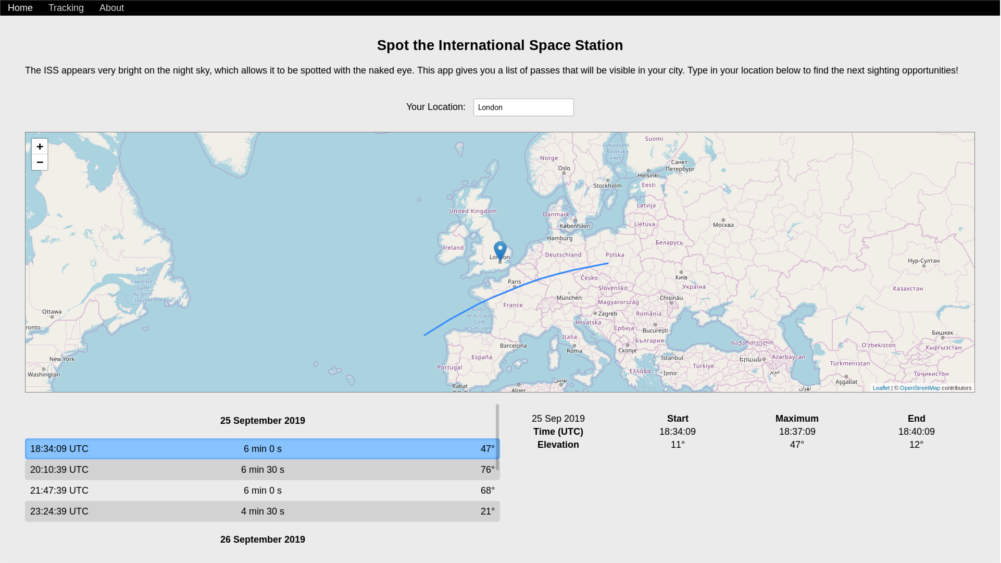 Home Tracking About
Spot the International Space Station
The ISS appears very bright on the night sky, which allows it to be spotted with the naked eye. This app gives you a list of passes that will be visible in your city. Type in your location below to find the next sighting opportunities!
Your Location: London
+
−
Suomi
Norge
Oslo
Санкт-Петербург
Helsinki
Stockholm
Eesti
Latvija
United Kingdom
Danmark
København
Lietuva
Москва
Hamburg
Беларусь
Ireland
London
Deutschland
Polska
Нур-Султан
Paris
Česko
Київ
Україна
Казахстан
Slovensko
München
Magyarország
Chișinău
France
Ottawa
Zagreb
România
Hrvatska
Србија
București
Бишкек
Barcelona
Italia
България
O'zbekiston
Кыргызстан
New York
Roma
Скопје
İstanbul
Azərbaycan
Portugal
España
Türkiye
Türkmenistan
Washington
Ελλάς
İzmir
Тоҷикистон
Rabat
Alger
Aşgabat
تهران
Leaflet | © OpenStreetMap contributors
25 September 2019
18:34:09 UTC 6 min 0 s 47°
20:10:39 UTC 6 min 30 s 76°
21:47:39 UTC 6 min 0 s 68°
23:24:39 UTC 4 min 30 s 21°
26 September 2019
25 Sep 2019 Start Maximum End
Time (UTC) 18:34:09 18:37:09 18:40:09
Elevation 11° 47° 12°